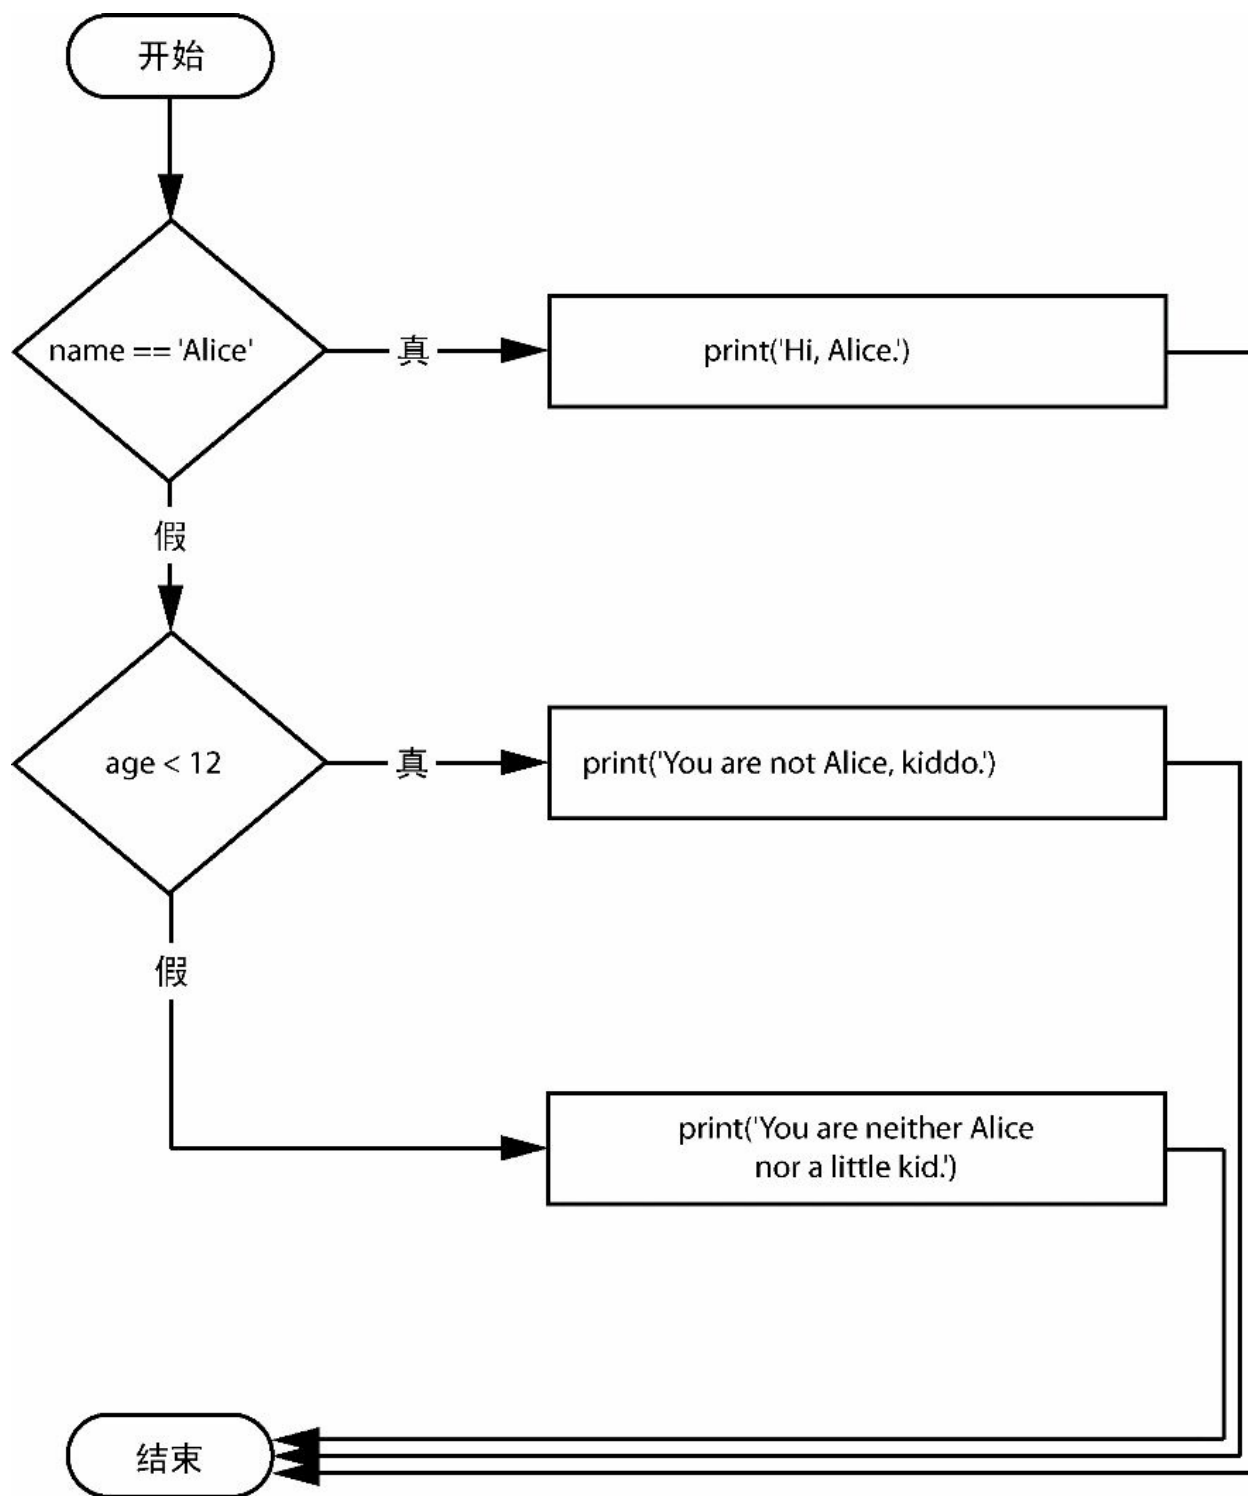 开始
name == 'Alice'
真
print('Hi, Alice.')
假
age < 12
真
print('You are not Alice, kiddo.')
假
print('You are neither Alice
nor a little kid.')
结束